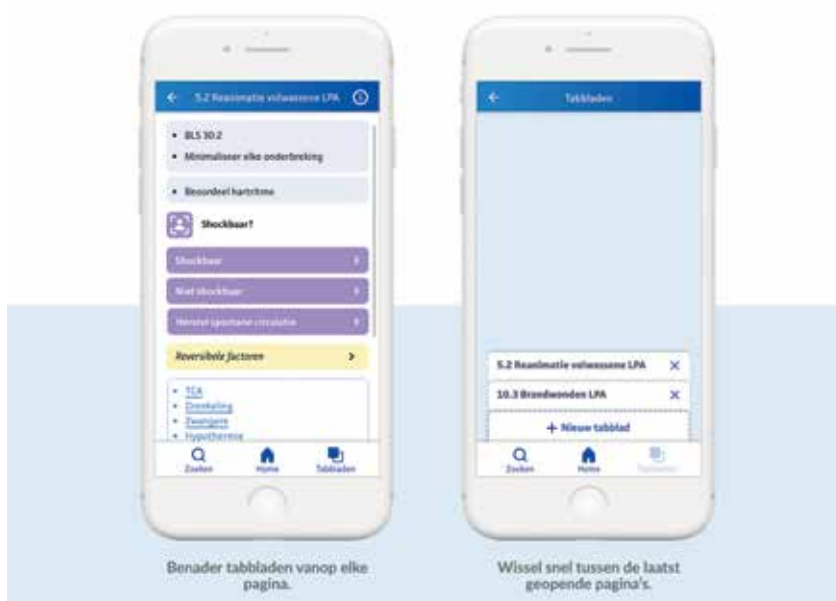 5.2 Reanimatie volwassene LPA
BLS 30:2
Minimaliseer elke onderbreking
Beoordeel hartritme
Shockbaar?
Shockbaar
Niet shockbaar
Herstel spontane circulatie
Reversibele factoren
TCA
Drenkeling
Zwangere
Hypothermie
Zoeken
Home
Tabbladen
Benader tabbladen vanop elke
pagina.
Tabbladen
5.2 Reanimatie volwassene LPA
10.3 Brandwonden LPA
+ Nieuw tabblad
Zoeken
Home
Tabbladen
Wissel snel tussen de laatst
geopende pagina's.